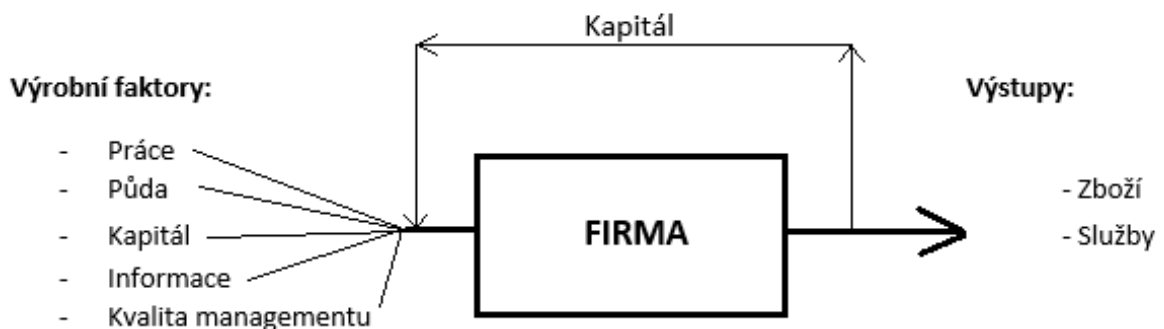 Kapitál
Výrobní faktory:
- Práce
- Půda
- Kapitál
- Informace
- Kvalita managementu
FIRMA
Výstupy:
- Zboží
- Služby